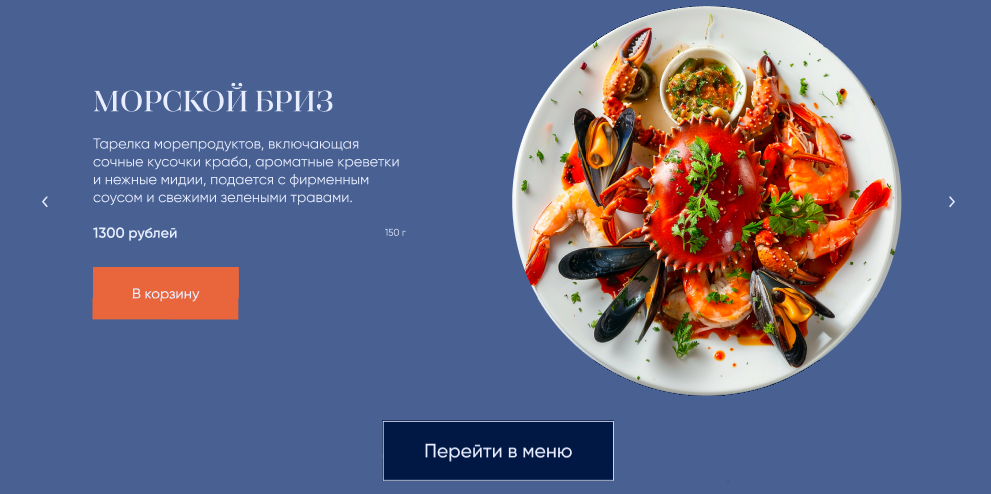 МОРСКОЙ БРИЗ
Тарелка морепродуктов, включающая
сочные кусочки краба, ароматные креветки
и нежные мидии, подается с фирменным
соусом и свежими зелеными травами.
1300 рублей 150 г
В корзину
Перейти в меню